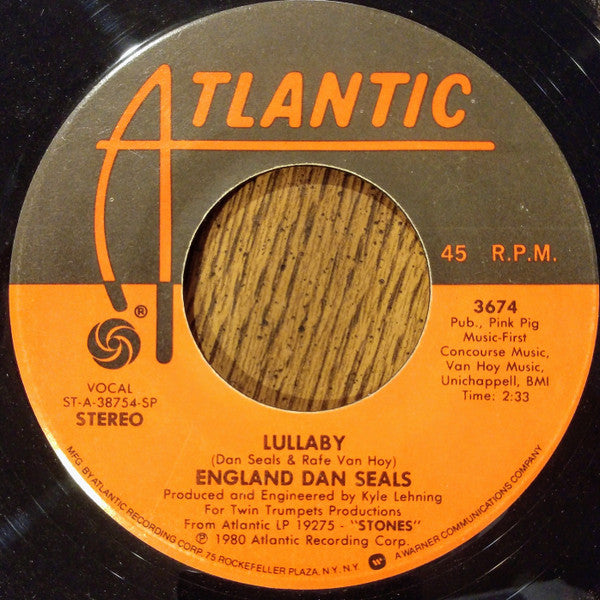 ATLANTIC
45 R.P.M.
®
3674
Pub., Pink Pig
Music-First
Concourse Music,
Van Hoy Music,
Unichappell, BMI
Time: 2:33
VOCAL
ST-A-38754-SP
STEREO
LULLABY
(Dan Seals & Rafe Van Hoy)
ENGLAND DAN SEALS
Produced and Engineered by Kyle Lehning
For Twin Trumpets Productions
From Atlantic LP 19275 - "STONES"
℗ 1980 Atlantic Recording Corp.
MFG. BY ATLANTIC RECORDING CORP. 75 ROCKEFELLER PLAZA, N.Y., N.Y. W A WARNER COMMUNICATIONS COMPANY